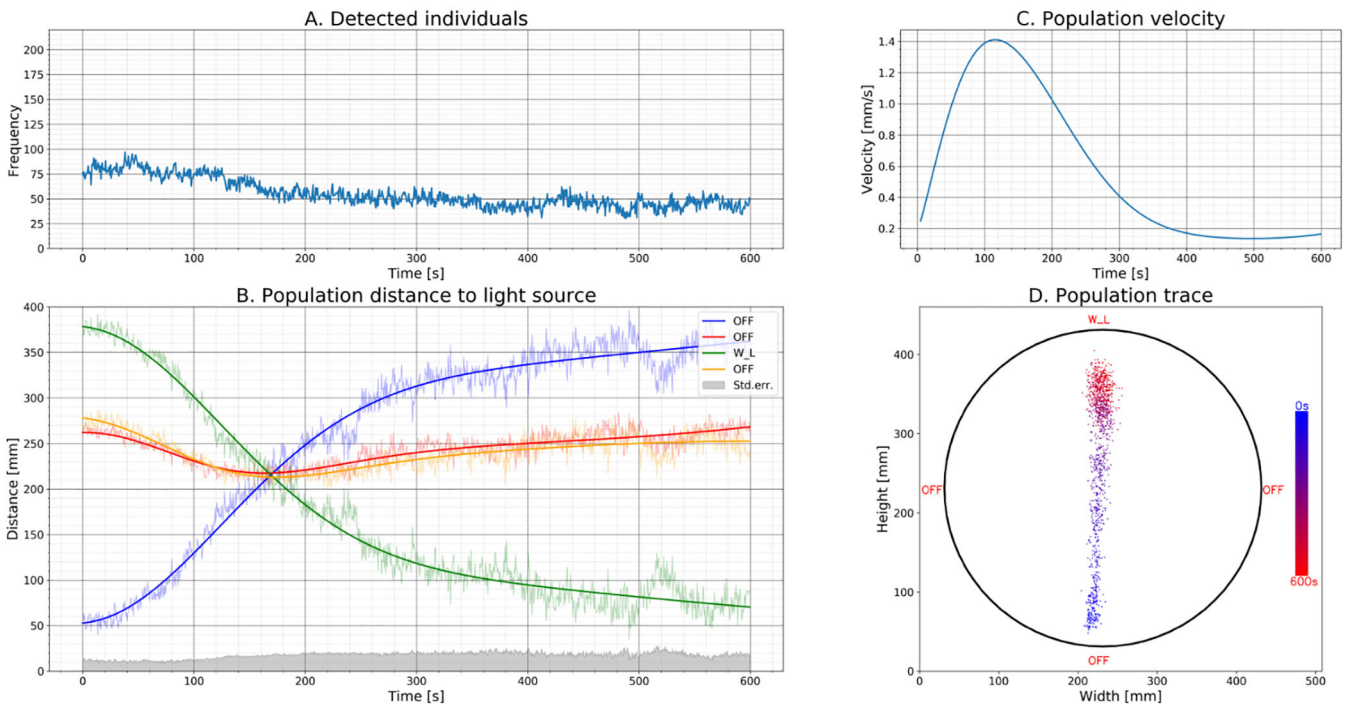 A. Detected individuals
Frequency
200
175
150
125
100
75
50
25
0
0 100 200 300 400 500 600
Time [s]
C. Population velocity
Velocity [mm/s]
1.4
1.2
1.0
0.8
0.6
0.4
0.2
0 100 200 300 400 500 600
Time [s]
B. Population distance to light source
Distance [mm]
400
350
300
250
200
150
100
50
0
OFF
OFF
W_L
OFF
Std.err.
0 100 200 300 400 500 600
Time [s]
D. Population trace
Height [mm]
400
300
200
100
0
W_L
OFF
OFF
OFF
0s
600s
0 100 200 300 400 500
Width [mm]